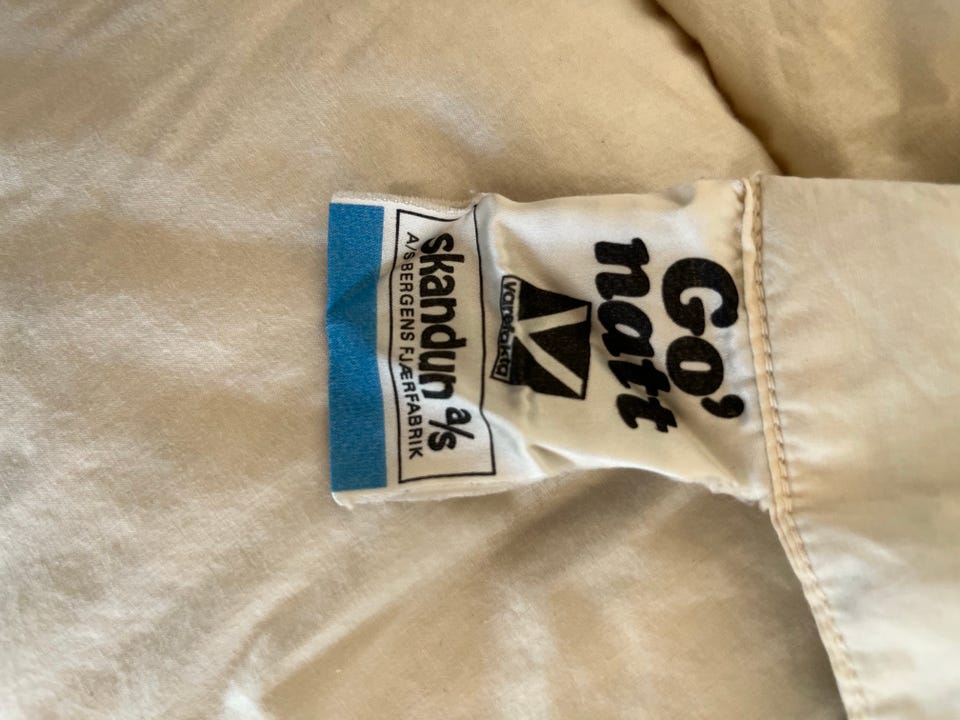 Go'
natt
varefakta
skandun a/s
A/S BERGENS FJÆRFABRIK